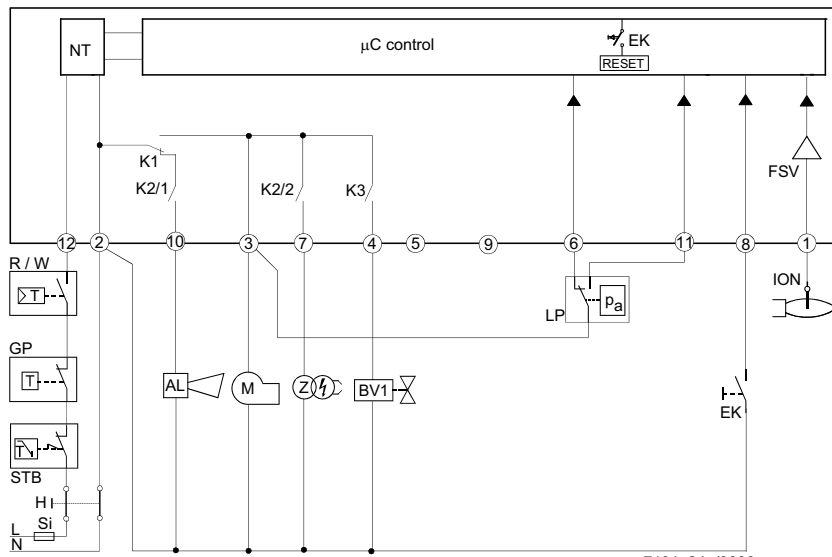 NT
μC control
EK
RESET
FSV
K1
K2/1
K2/2
K3
12
2
10
3
7
4
5
9
6
11
8
1
R / W
T
ION
LP
pa
GP
T
AL
M
Z
BV1
EK
T
STB
H
Si
L
N